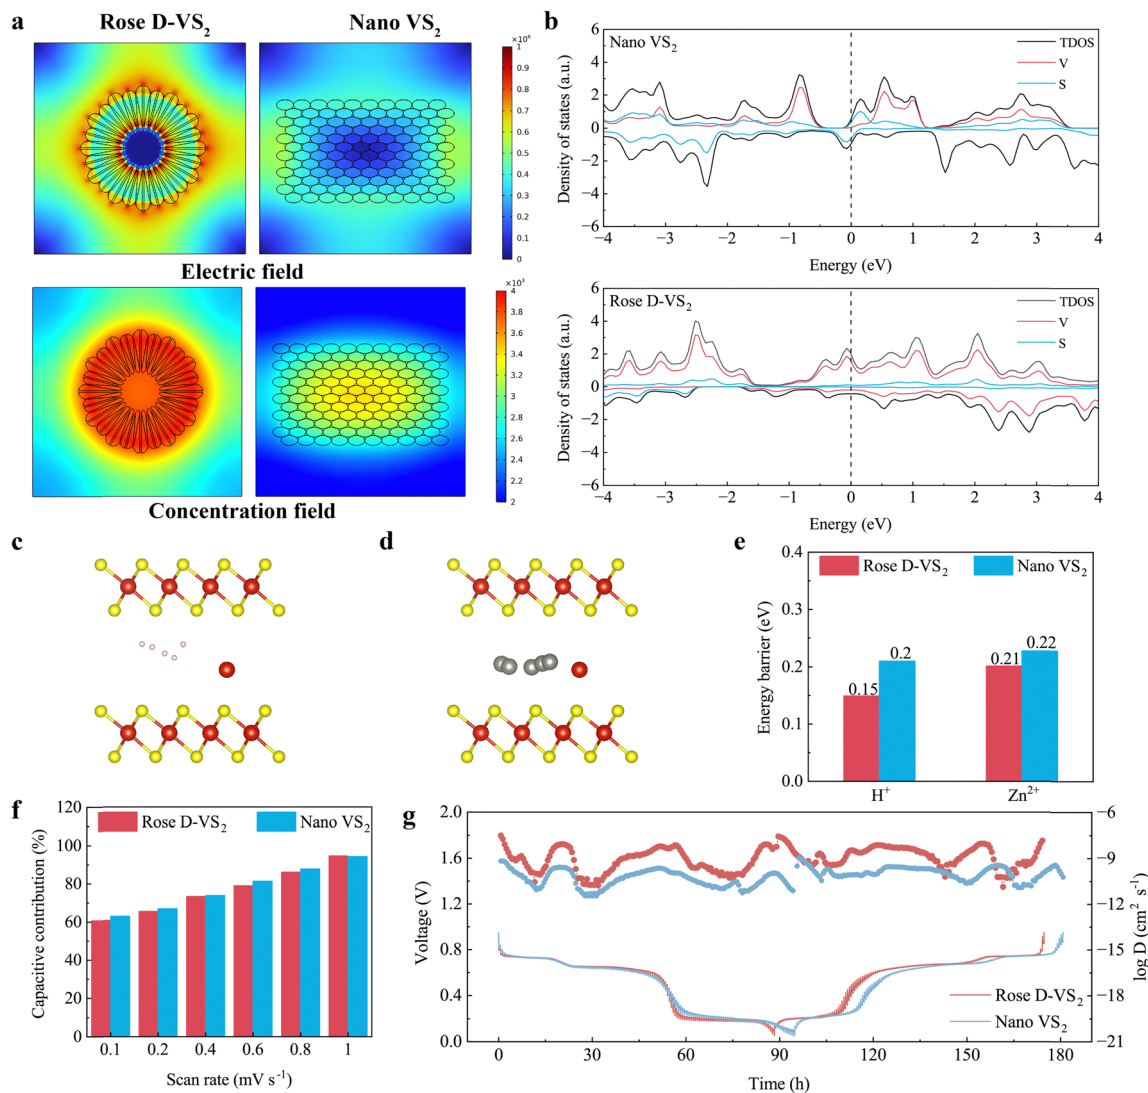 a
Rose D-VS₂
Nano VS₂
×10⁶
1
0.9
0.8
0.7
0.6
0.5
0.4
0.3
0.2
0.1
0
Electric field
×10³
4
3.8
3.6
3.4
3.2
3
2.8
2.6
2.4
2.2
2
Concentration field
b
Nano VS₂
TDOS
V
S
6
4
2
0
−2
−4
−6
Density of states (a.u.)
−4 −3 −2 −1 0 1 2 3 4
Energy (eV)
Rose D-VS₂
TDOS
V
S
6
4
2
0
2
4
6
Density of states (a.u.)
−4 −3 −2 −1 0 1 2 3 4
Energy (eV)
c
d
e
Rose D-VS₂
Nano VS₂
0.4
0.3
0.2
0.1
0.0
Energy barrier (eV)
0.15
0.2
0.21
0.22
H⁺
Zn²⁺
f
Rose D-VS₂
Nano VS₂
120
100
80
60
40
20
0
Capacitive contribution (%)
0.1 0.2 0.4 0.6 0.8 1
Scan rate (mV s⁻¹)
g
2.0
1.6
1.2
0.8
0.4
0.0
Voltage (V)
−6
−9
−12
−15
−18
−21
log D (cm² s⁻¹)
Rose D-VS₂
Nano VS₂
0 30 60 90 120 150 180
Time (h)